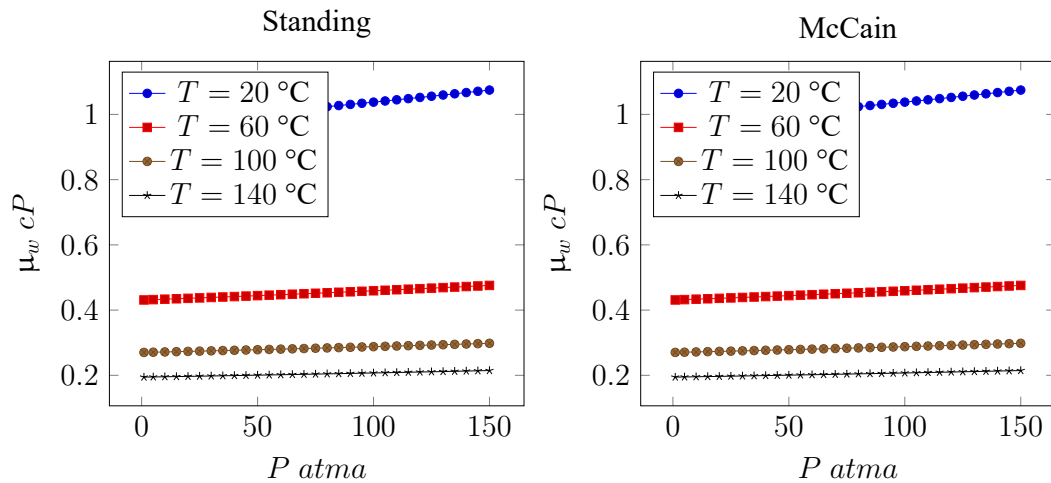 Standing
T = 20 °C
T = 60 °C
T = 100 °C
T = 140 °C
1
0.8
0.6
0.4
0.2
μw cP
0 50 100 150
P atma
McCain
T = 20 °C
T = 60 °C
T = 100 °C
T = 140 °C
1
0.8
0.6
0.4
0.2
μw cP
0 50 100 150
P atma